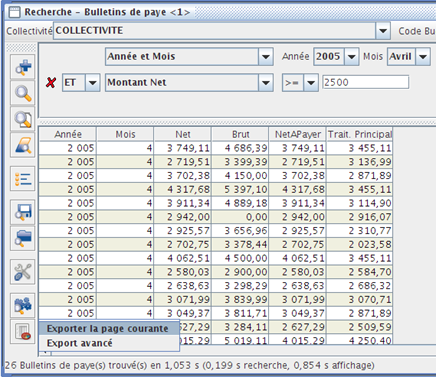 Recherche - Bulletins de paye <1>
Collectivité COLLECTIVITE Code Bu
Année et Mois Année 2005 Mois Avril
ET Montant Net >= 2500
Année Mois Net Brut NetAPayer Trait. Principal
2 005 4 3 749,11 4 686,39 3 749,11 3 455,11
2 005 4 2 719,51 3 399,39 2 719,51 3 136,99
2 005 4 3 702,38 4 150,00 3 702,38 2 871,89
2 005 4 4 317,68 5 397,10 4 317,68 3 455,11
2 005 4 3 911,34 4 889,18 3 911,34 3 114,90
2 005 4 2 942,00 0,00 2 942,00 2 916,07
2 005 4 2 925,57 3 656,96 2 925,57 2 310,77
2 005 4 2 702,75 3 378,44 2 702,75 2 023,58
2 005 4 4 062,51 4 500,00 4 062,51 3 455,11
2 005 4 2 580,03 2 900,00 2 580,03 2 584,70
2 005 4 2 638,63 3 298,29 2 638,63 2 686,32
2 005 4 3 071,99 3 839,99 3 071,99 3 070,71
2 005 4 3 049,37 3 811,71 3 049,37 2 871,89
Exporter la page courante 627,29 3 284,11 2 627,29 2 509,59
Export avancé 015,29 5 019,11 4 015,29 4 250,40
26 Bulletins de paye(s) trouvé(s) en 1,053 s (0,199 s recherche, 0,854 s affichage)